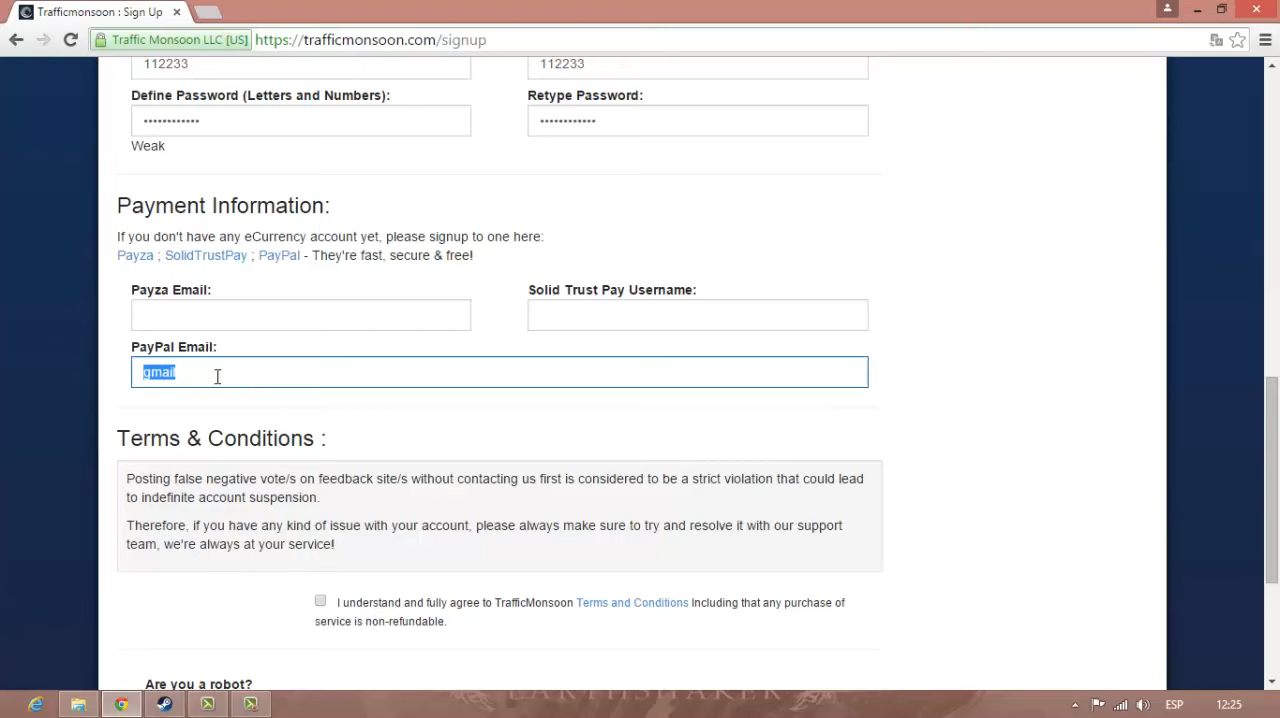 Trafficmonsoon : Sign Up
Traffic Monsoon LLC [US] https://trafficmonsoon.com/signup
112233 112233
Define Password (Letters and Numbers): Retype Password:
•••••••••••• ••••••••••••
Weak
Payment Information:
If you don't have any eCurrency account yet, please signup to one here:
Payza ; SolidTrustPay ; PayPal - They're fast, secure & free!
Payza Email: Solid Trust Pay Username:
PayPal Email:
gmail
Terms & Conditions :
Posting false negative vote/s on feedback site/s without contacting us first is considered to be a strict violation that could lead
to indefinite account suspension.
Therefore, if you have any kind of issue with your account, please always make sure to try and resolve it with our support
team, we're always at your service!
I understand and fully agree to TrafficMonsoon Terms and Conditions Including that any purchase of
service is non-refundable.
Are you a robot?
EARTHSHAKER
ESP 12:25